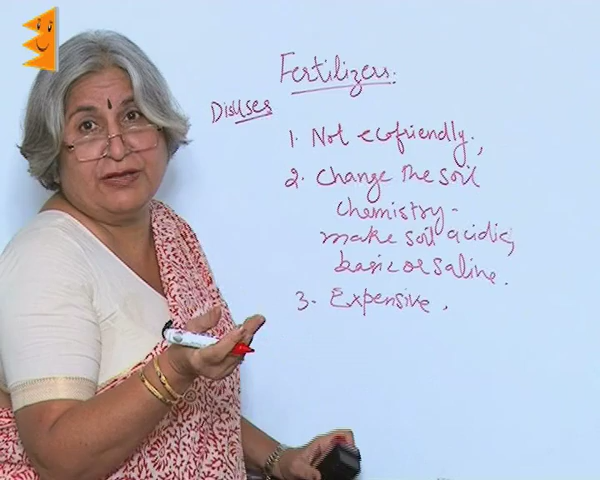 Fertilizers:
Disuses
1. Not ecofriendly.,
2. Change the soil
chemistry-
make soil acidic,
basic or saline.
3. Expensive.